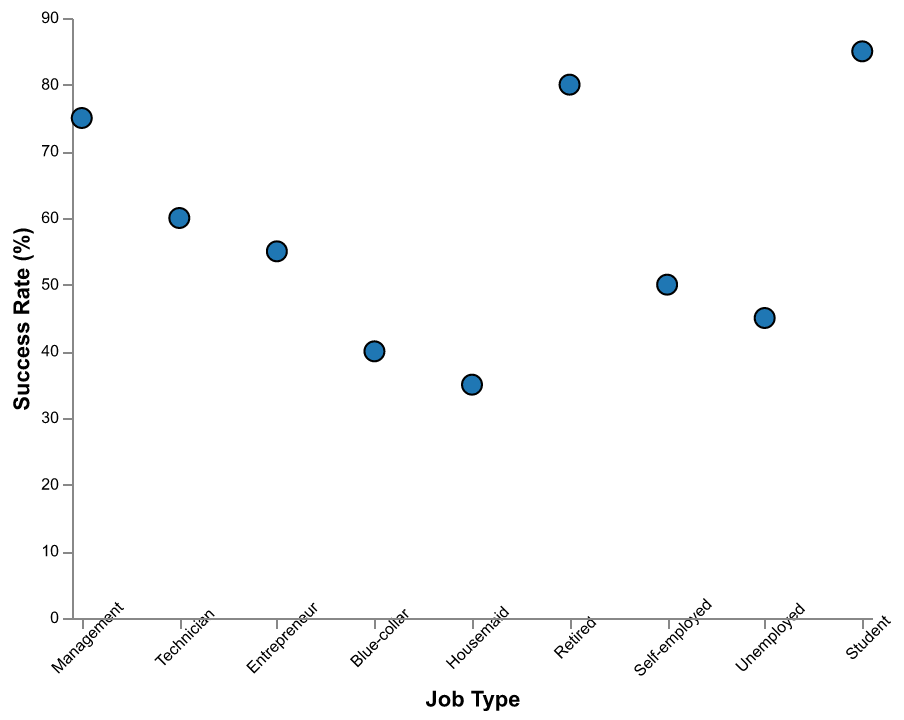 90
80
70
60
50
40
30
20
10
0
Success Rate (%)
Management
Technician
Entrepreneur
Blue-collar
Housemaid
Retired
Self-employed
Unemployed
Student
Job Type